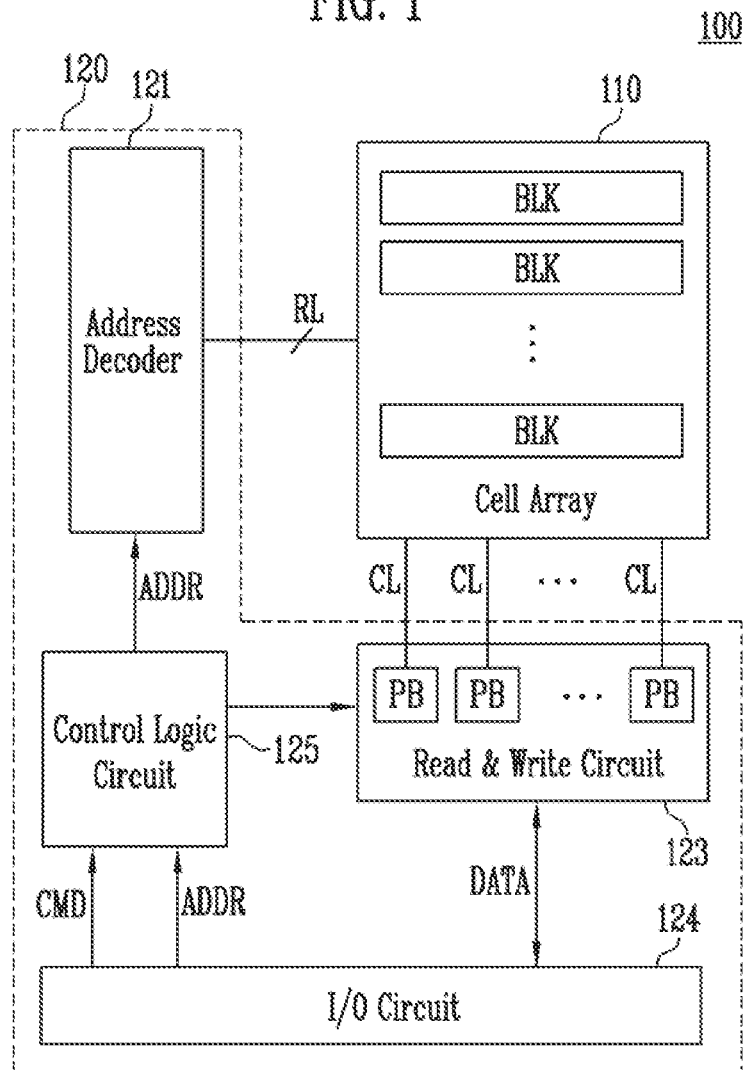 FIG. 1
100
120
121
110
BLK
BLK
RL
Address
Decoder
BLK
Cell Array
ADDR
CL
CL
CL
PB
PB
PB
Control Logic
Circuit
125
Read & Write Circuit
123
CMD
ADDR
DATA
124
I/O Circuit